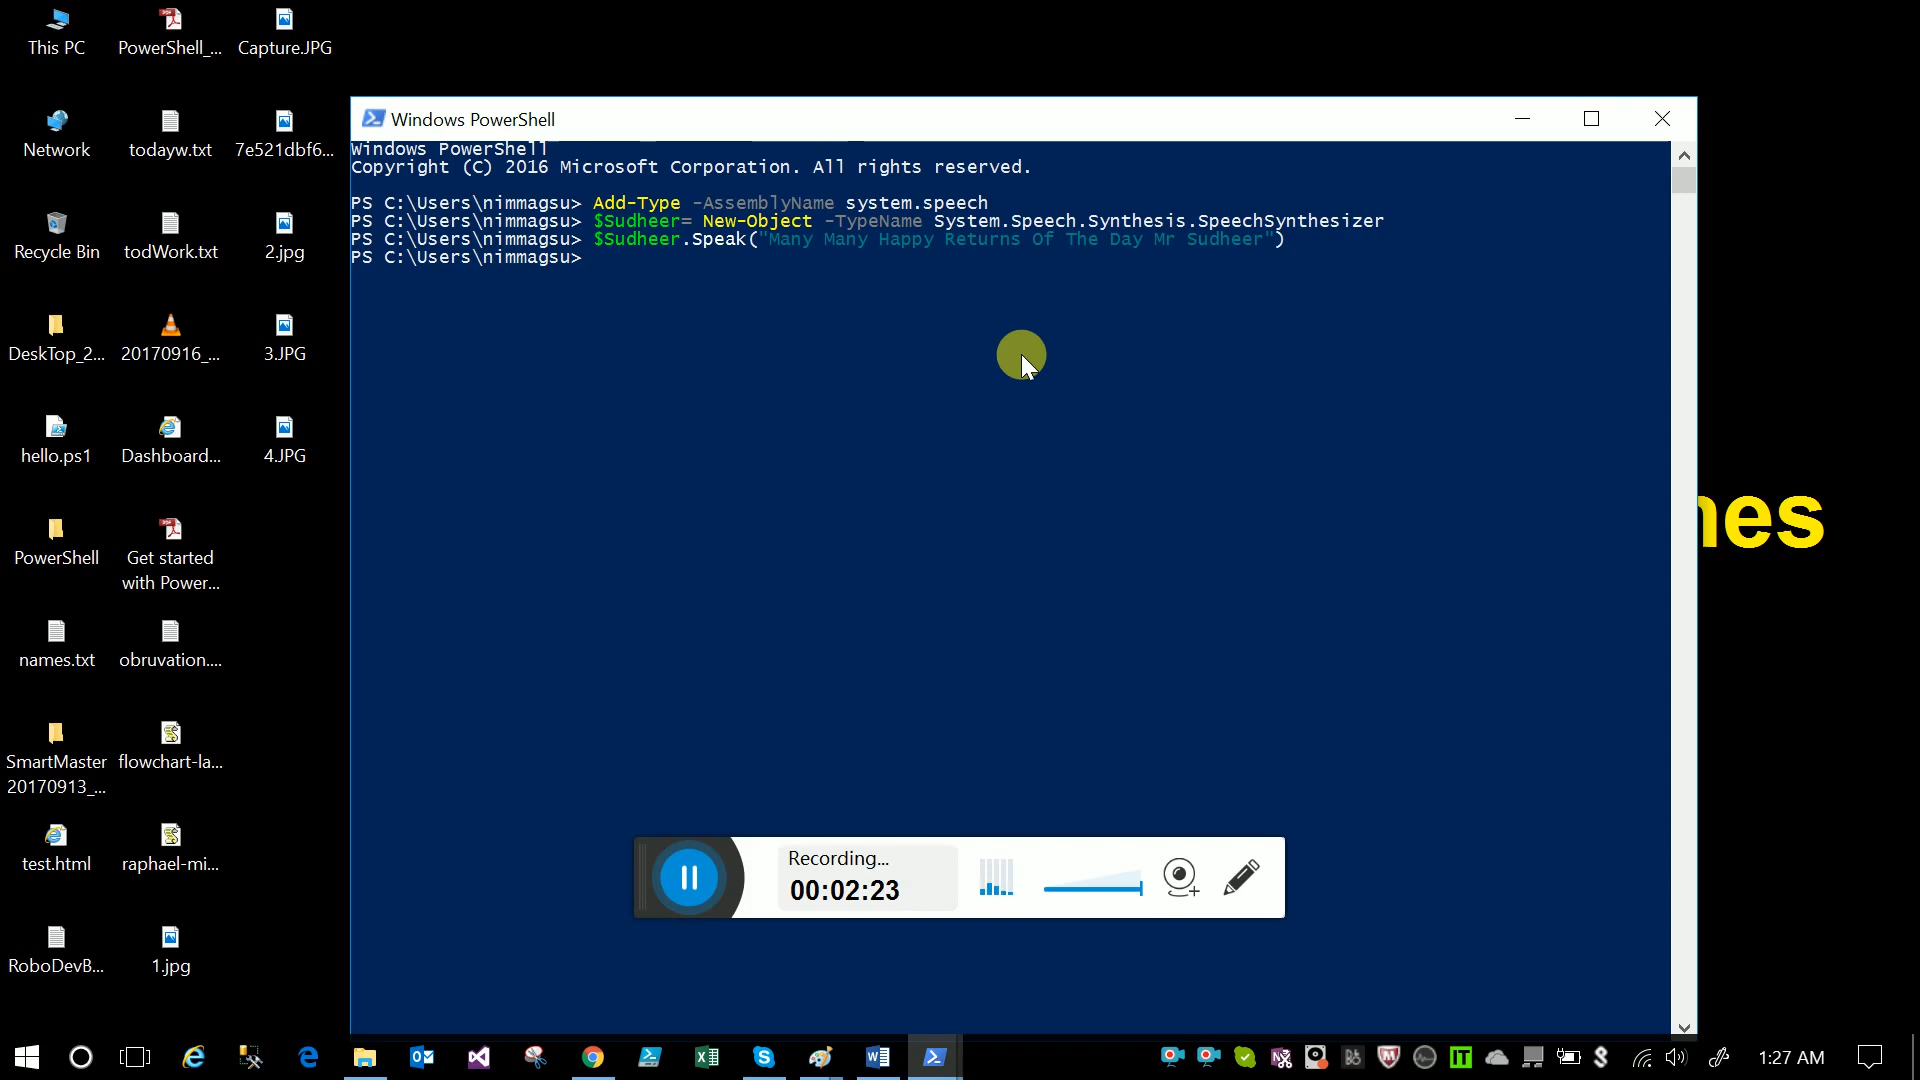 This PC
PowerShell_...
Capture.JPG
Network
todayw.txt
7e521dbf6...
Recycle Bin
todWork.txt
2.jpg
DeskTop_2...
20170916_...
3.JPG
hello.ps1
Dashboard...
4.JPG
PowerShell
Get started
with Power...
names.txt
obruvation....
SmartMaster
20170913_...
flowchart-la...
test.html
raphael-mi...
RoboDevB...
1.jpg
Windows PowerShell
Windows PowerShell
Copyright (C) 2016 Microsoft Corporation. All rights reserved.
PS C:\Users\nimmagsu> Add-Type -AssemblyName system.speech
PS C:\Users\nimmagsu> $Sudheer= New-Object -TypeName System.Speech.Synthesis.SpeechSynthesizer
PS C:\Users\nimmagsu> $Sudheer.Speak("Many Many Happy Returns Of The Day Mr Sudheer")
PS C:\Users\nimmagsu>
nes
Recording...
00:02:23
1:27 AM